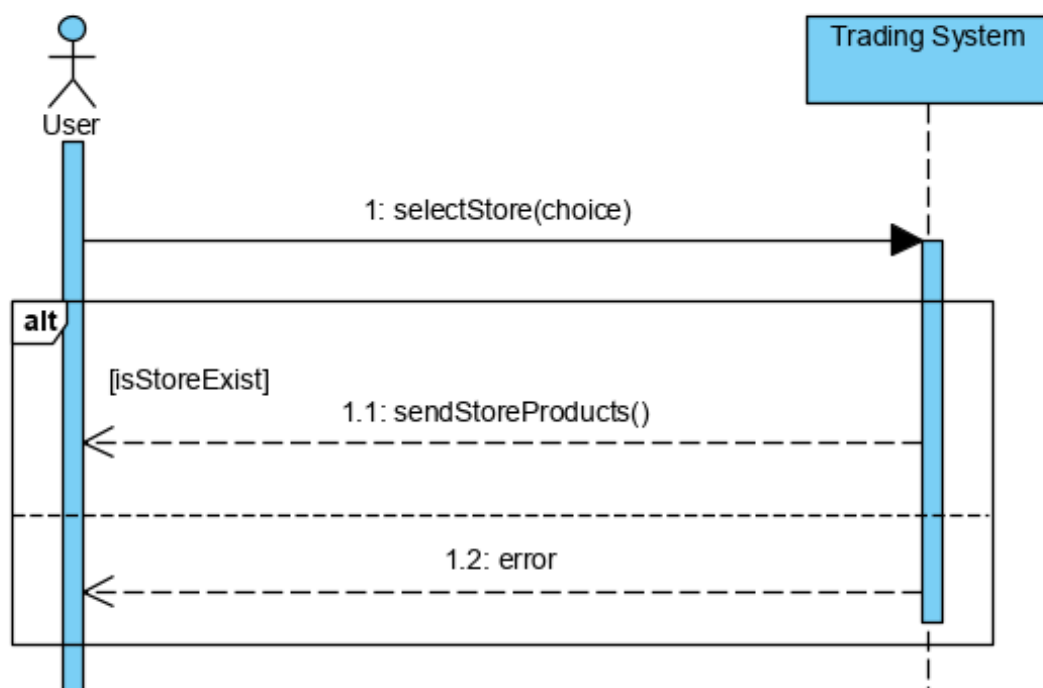 Trading System
User
1: selectStore(choice)
alt
[isStoreExist]
1.1: sendStoreProducts()
1.2: error